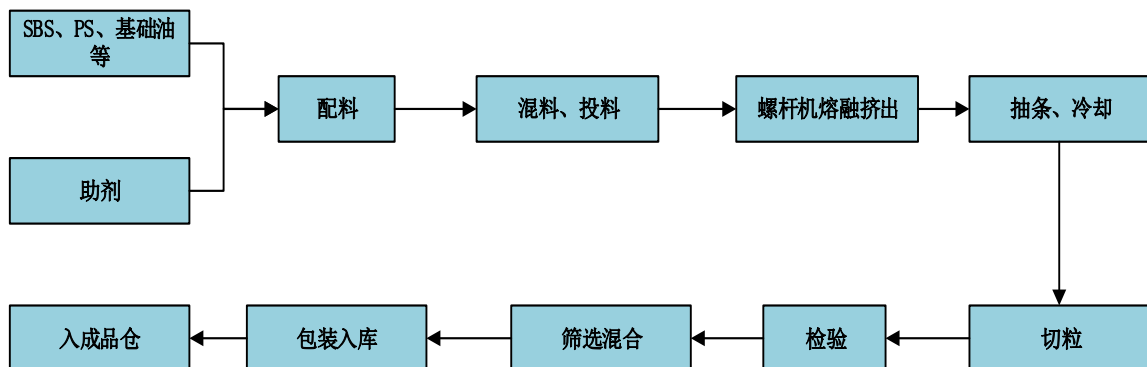 SBS、PS、基础油
等
配料
混料、投料
螺杆机熔融挤出
抽条、冷却
助剂
入成品仓
包装入库
筛选混合
检验
切粒